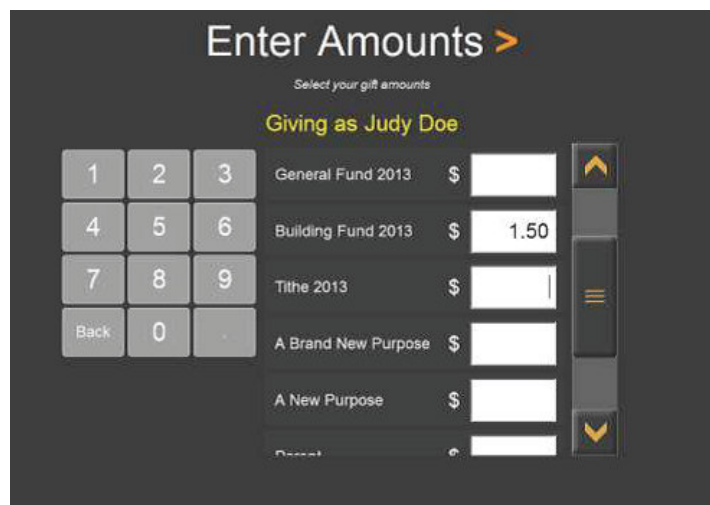 Enter Amounts >
Select your gift amounts
Giving as Judy Doe
1 2 3
4 5 6
7 8 9
Back 0 .
General Fund 2013 $
Building Fund 2013 $ 1.50
Tithe 2013 $
A Brand New Purpose $
A New Purpose $
Parent $